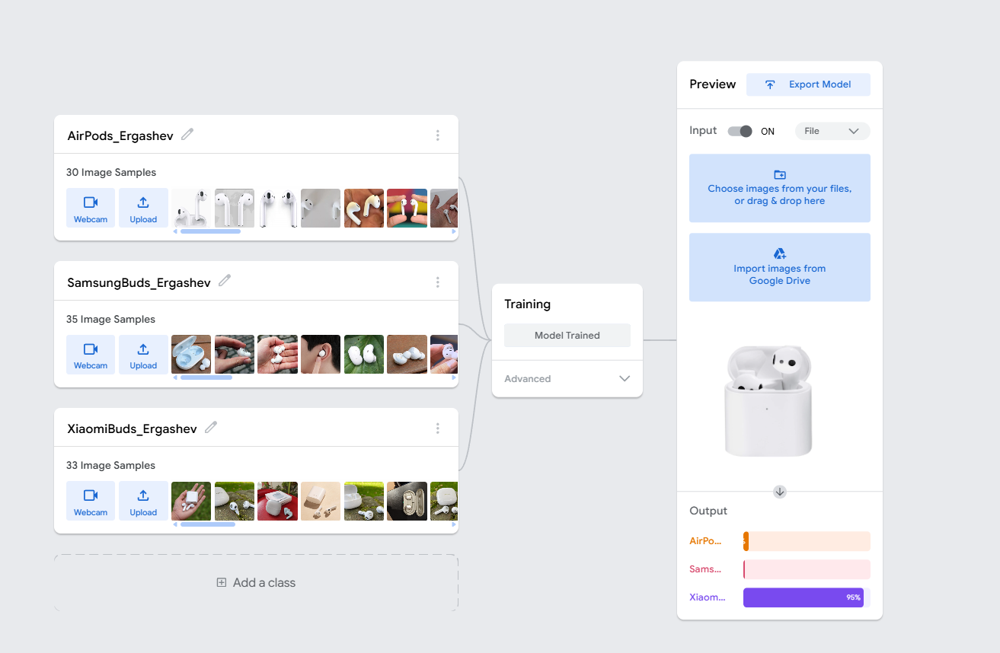 AirPods_Ergashev
30 Image Samples
Webcam
Upload
SamsungBuds_Ergashev
35 Image Samples
Webcam
Upload
XiaomiBuds_Ergashev
33 Image Samples
Webcam
Upload
Add a class
Training
Model Trained
Advanced
Preview
Export Model
Input
ON
File
Choose images from your files,
or drag & drop here
Import images from
Google Drive
Output
AirPo...
Sams...
Xiaom...
95%